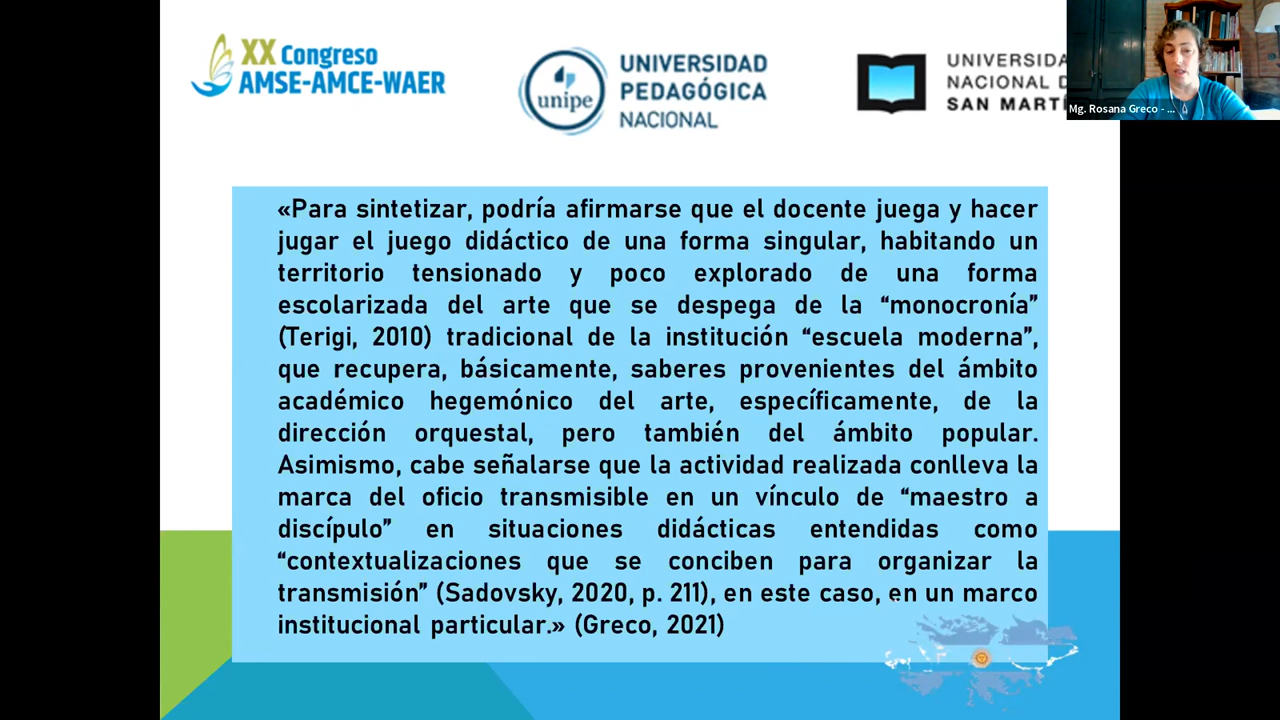 XX Congreso
AMSE-AMCE-WAER
unipe
UNIVERSIDAD
PEDAGÓGICA
NACIONAL
UNIVERSIDA
NACIONAL D
SAN MARTÍ
Mg. Rosana Greco - ...
«Para sintetizar, podría afirmarse que el docente juega y hacer
jugar el juego didáctico de una forma singular, habitando un
territorio tensionado y poco explorado de una forma
escolarizada del arte que se despega de la “monocronía”
(Terigi, 2010) tradicional de la institución “escuela moderna”,
que recupera, básicamente, saberes provenientes del ámbito
académico hegemónico del arte, específicamente, de la
dirección orquestal, pero también del ámbito popular.
Asimismo, cabe señalarse que la actividad realizada conlleva la
marca del oficio transmisible en un vínculo de “maestro a
discípulo” en situaciones didácticas entendidas como
“contextualizaciones que se conciben para organizar la
transmisión” (Sadovsky, 2020, p. 211), en este caso, en un marco
institucional particular.» (Greco, 2021)